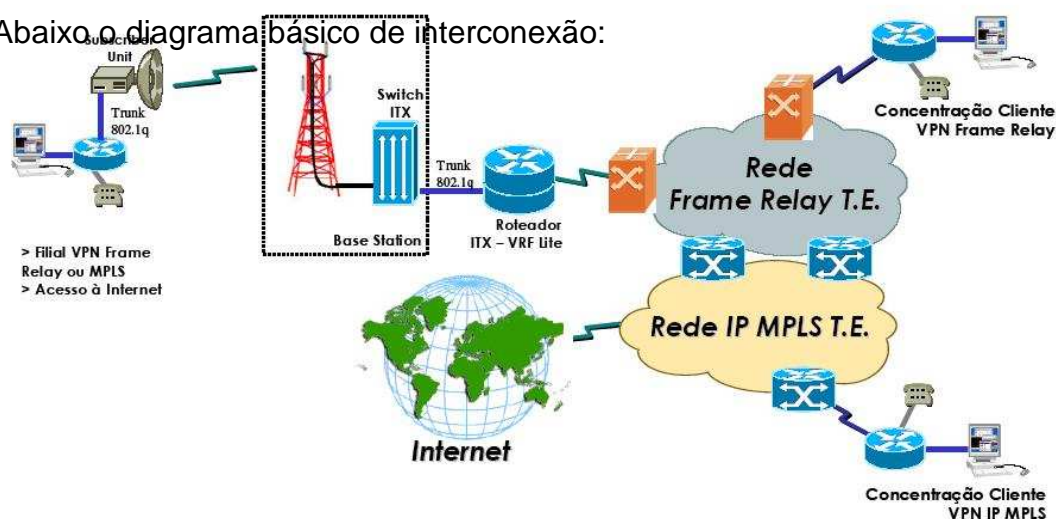 Abaixo o diagrama básico de interconexão:
Subscriber
Unit
Trunk
802.1q
> Filial VPN Frame
Relay ou MPLS
> Acesso à Internet
Switch
ITX
Base Station
Trunk
802.1q
Roteador
ITX – VRF Lite
Rede
Frame Relay T.E.
Concentração Cliente
VPN Frame Relay
Rede IP MPLS T.E.
Internet
Concentração Cliente
VPN IP MPLS